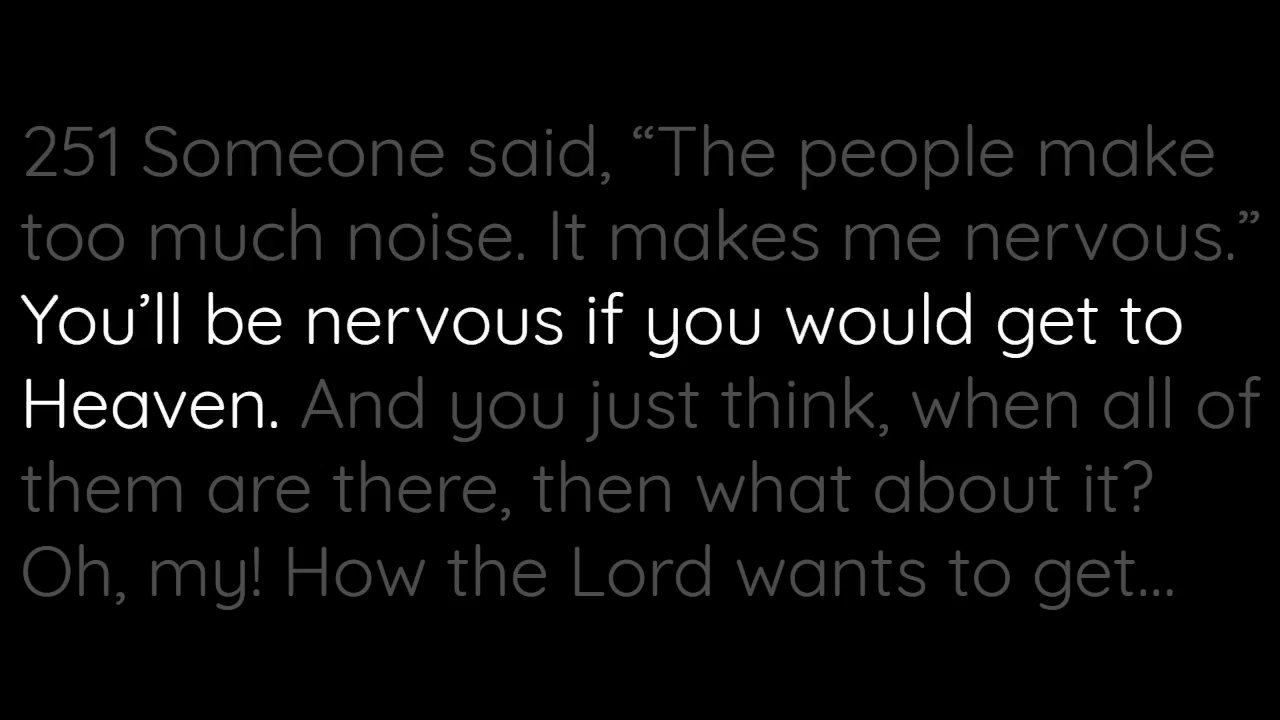 251 Someone said, “The people make
too much noise. It makes me nervous.”
You’ll be nervous if you would get to
Heaven. And you just think, when all of
them are there, then what about it?
Oh, my! How the Lord wants to get...